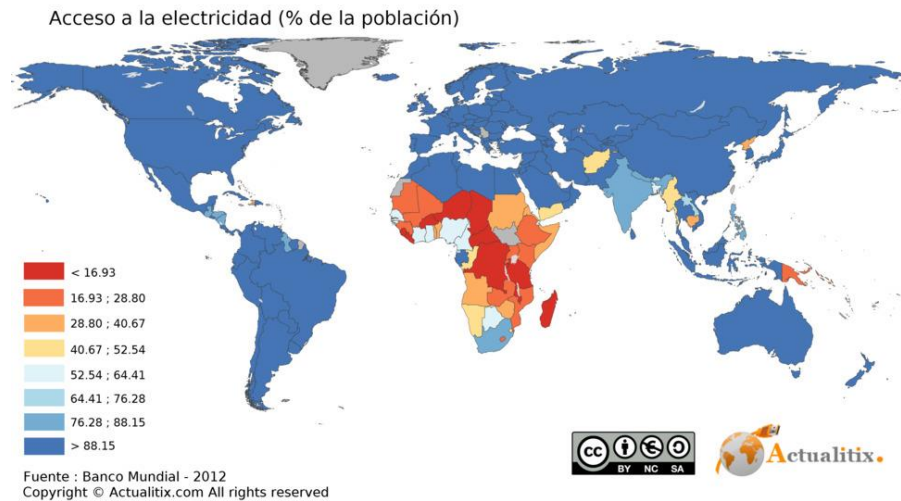 Acceso a la electricidad (% de la población)
< 16.93
16.93 ; 28.80
28.80 ; 40.67
40.67 ; 52.54
52.54 ; 64.41
64.41 ; 76.28
76.28 ; 88.15
> 88.15
Fuente : Banco Mundial - 2012
Copyright © Actualitix.com All rights reserved
cc
BY NC SA
Actualitix.